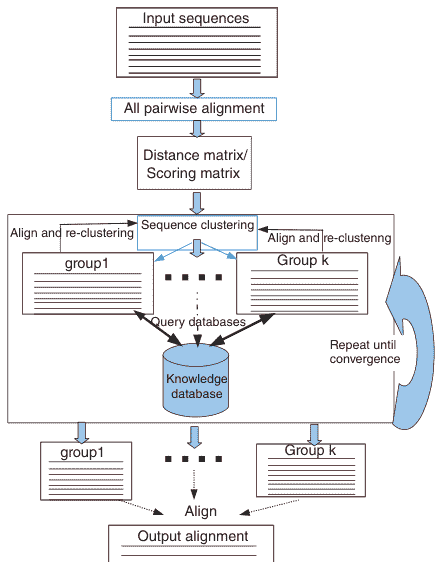 Input sequences
All pairwise alignment
Distance matrix/
Scoring matrix
Sequence clustering
Align and re-clustering
Align and re-clustenng
group1
Group k
Query databases
Knowledge
database
Repeat until
convergence
group1
Group k
Align
Output alignment